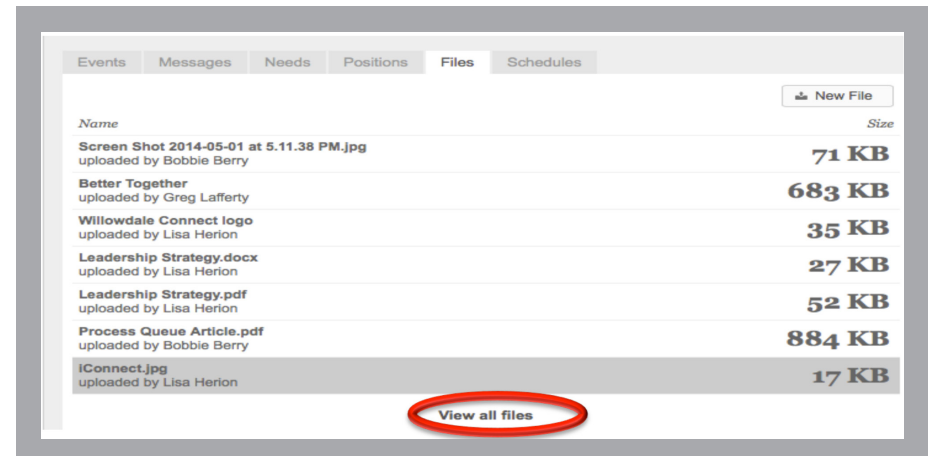 Events Messages Needs Positions Files Schedules
New File
Name Size
Screen Shot 2014-05-01 at 5.11.38 PM.jpg
uploaded by Bobbie Berry
71 KB
Better Together
uploaded by Greg Lafferty
683 KB
Willowdale Connect logo
uploaded by Lisa Herion
35 KB
Leadership Strategy.docx
uploaded by Lisa Herion
27 KB
Leadership Strategy.pdf
uploaded by Lisa Herion
52 KB
Process Queue Article.pdf
uploaded by Bobbie Berry
884 KB
iConnect.jpg
uploaded by Lisa Herion
17 KB
View all files